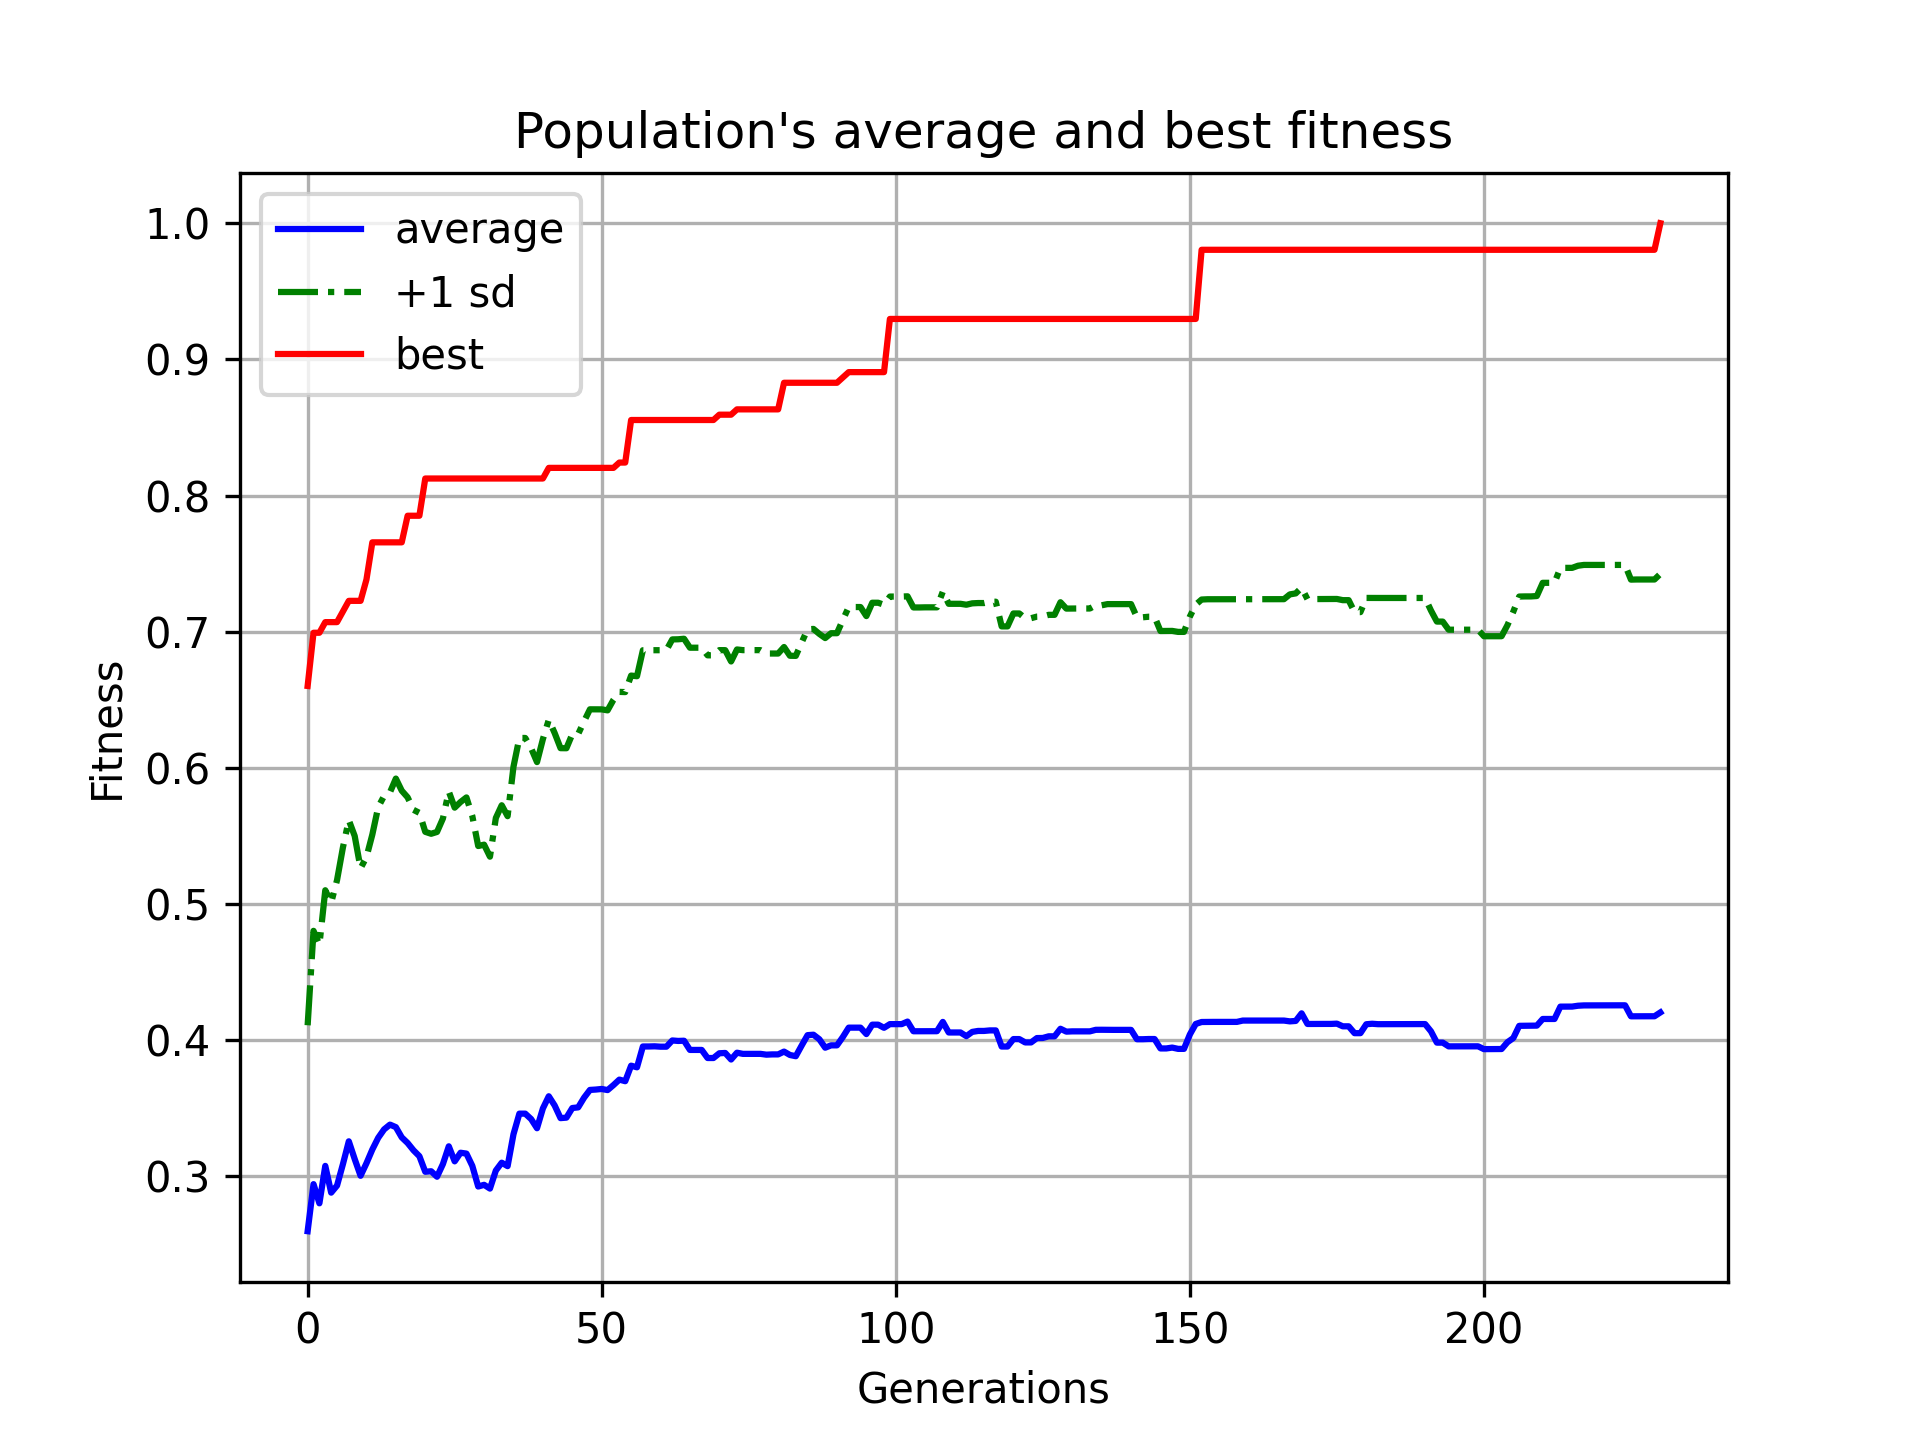 Population's average and best fitness
average
+1 sd
best
1.0
0.9
0.8
0.7
0.6
0.5
0.4
0.3
Fitness
0 50 100 150 200
Generations